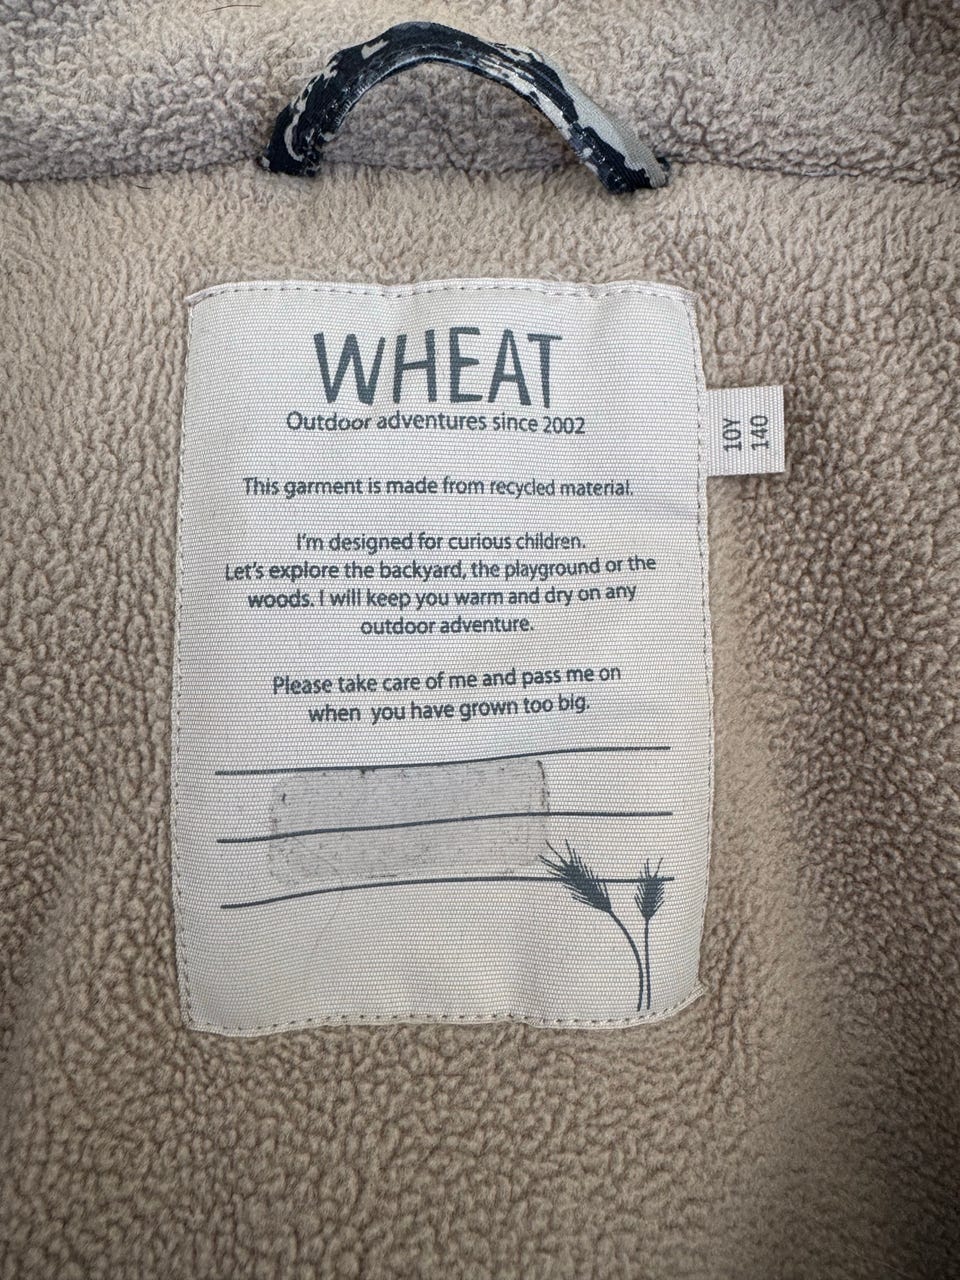 WHEAT
Outdoor adventures since 2002
This garment is made from recycled material.
I'm designed for curious children.
Let's explore the backyard, the playground or the
woods. I will keep you warm and dry on any
outdoor adventure.
Please take care of me and pass me on
when you have grown too big.
10Y
140